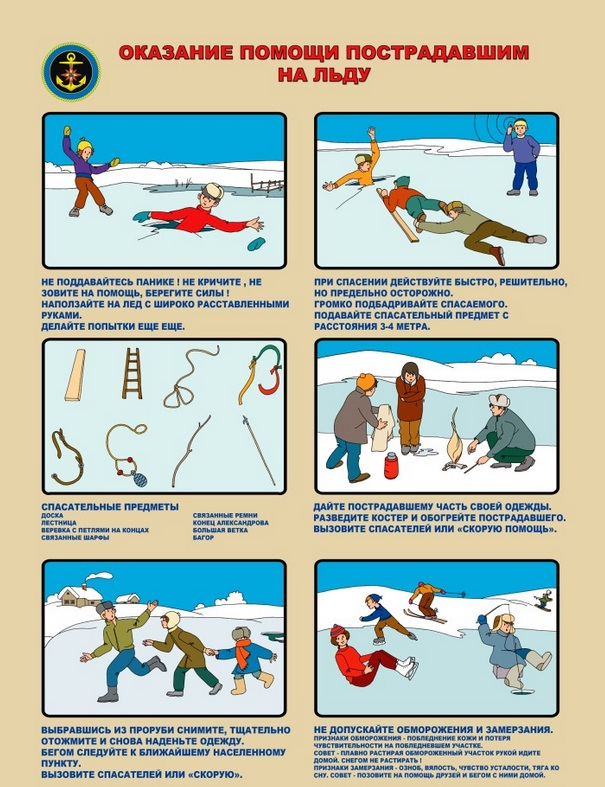 ОКАЗАНИЕ ПОМОЩИ ПОСТРАДАВШИМ
НА ЛЬДУ
НЕ ПОДДАВАЙТЕСЬ ПАНИКЕ ! НЕ КРИЧИТЕ , НЕ
ЗОВИТЕ НА ПОМОЩЬ, БЕРЕГИТЕ СИЛЫ !
НАПОЛЗАЙТЕ НА ЛЕД С ШИРОКО РАССТАВЛЕННЫМИ
РУКАМИ.
ДЕЛАЙТЕ ПОПЫТКИ ЕЩЕ ЕЩЕ.
ПРИ СПАСЕНИИ ДЕЙСТВУЙТЕ БЫСТРО, РЕШИТЕЛЬНО,
НО ПРЕДЕЛЬНО ОСТОРОЖНО.
ГРОМКО ПОДБАДРИВАЙТЕ СПАСАЕМОГО.
ПОДАВАЙТЕ СПАСАТЕЛЬНЫЙ ПРЕДМЕТ С
РАССТОЯНИЯ 3-4 МЕТРА.
СПАСАТЕЛЬНЫЕ ПРЕДМЕТЫ
ДОСКА
ЛЕСТНИЦА
ВЕРЕВКА С ПЕТЛЯМИ НА КОНЦАХ
СВЯЗАННЫЕ ШАРФЫ
СВЯЗАННЫЕ РЕМНИ
КОНЕЦ АЛЕКСАНДРОВА
БОЛЬШАЯ ВЕТКА
БАГОР
ДАЙТЕ ПОСТРАДАВШЕМУ ЧАСТЬ СВОЕЙ ОДЕЖДЫ.
РАЗВЕДИТЕ КОСТЕР И ОБОГРЕЙТЕ ПОСТРАДАВШЕГО.
ВЫЗОВИТЕ СПАСАТЕЛЕЙ ИЛИ «СКОРУЮ ПОМОЩЬ».
ВЫБРАВШИСЬ ИЗ ПРОРУБИ СНИМИТЕ, ТЩАТЕЛЬНО
ОТОЖМИТЕ И СНОВА НАДЕНЬТЕ ОДЕЖДУ.
БЕГОМ СЛЕДУЙТЕ К БЛИЖАЙШЕМУ НАСЕЛЕННОМУ
ПУНКТУ.
ВЫЗОВИТЕ СПАСАТЕЛЕЙ ИЛИ «СКОРУЮ».
НЕ ДОПУСКАЙТЕ ОБМОРОЖЕНИЯ И ЗАМЕРЗАНИЯ.
ПРИЗНАКИ ОБМОРОЖЕНИЯ - ПОБЛЕДНЕНИЕ КОЖИ И ПОТЕРЯ
ЧУВСТВИТЕЛЬНОСТИ НА ПОБЛЕДНЕВШЕМ УЧАСТКЕ.
СОВЕТ - ПЛАВНО РАСТИРАЯ ОБМОРОЖЕННЫЙ УЧАСТОК РУКОЙ ИДИТЕ
ДОМОЙ. СНЕГОМ НЕ РАСТИРАТЬ !
ПРИЗНАКИ ЗАМЕРЗАНИЯ - ОЗНОБ, ВЯЛОСТЬ, ЧУВСТВО УСТАЛОСТИ, ТЯГА КО
СНУ. СОВЕТ - ПОЗОВИТЕ НА ПОМОЩЬ ДРУЗЕЙ И БЕГОМ С НИМИ ДОМОЙ.